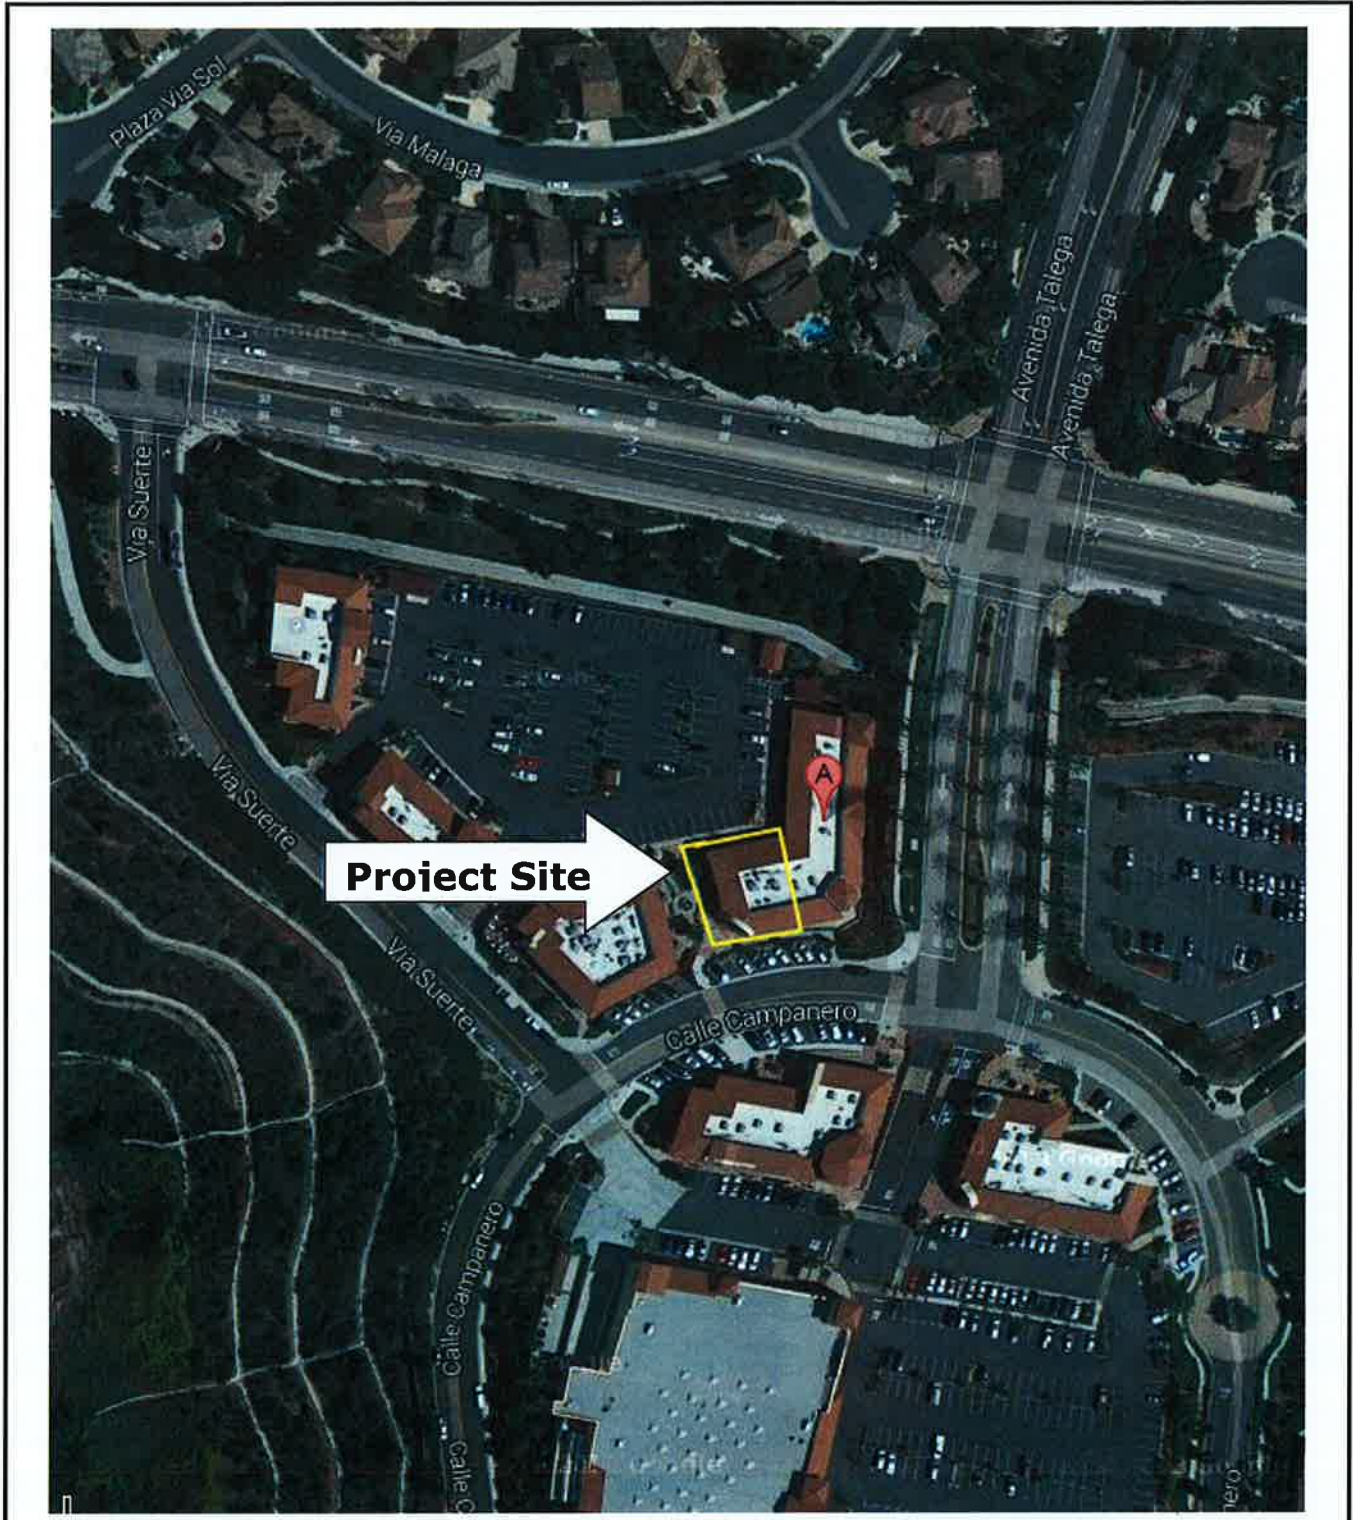 Plaza Via Sol
Via Malaga
Avenida Talega
Avenida Talega
Via Suerte
Via Suerte
A
Project Site
Via Suerte
Calle Campanero
Calle Campanero
Calle